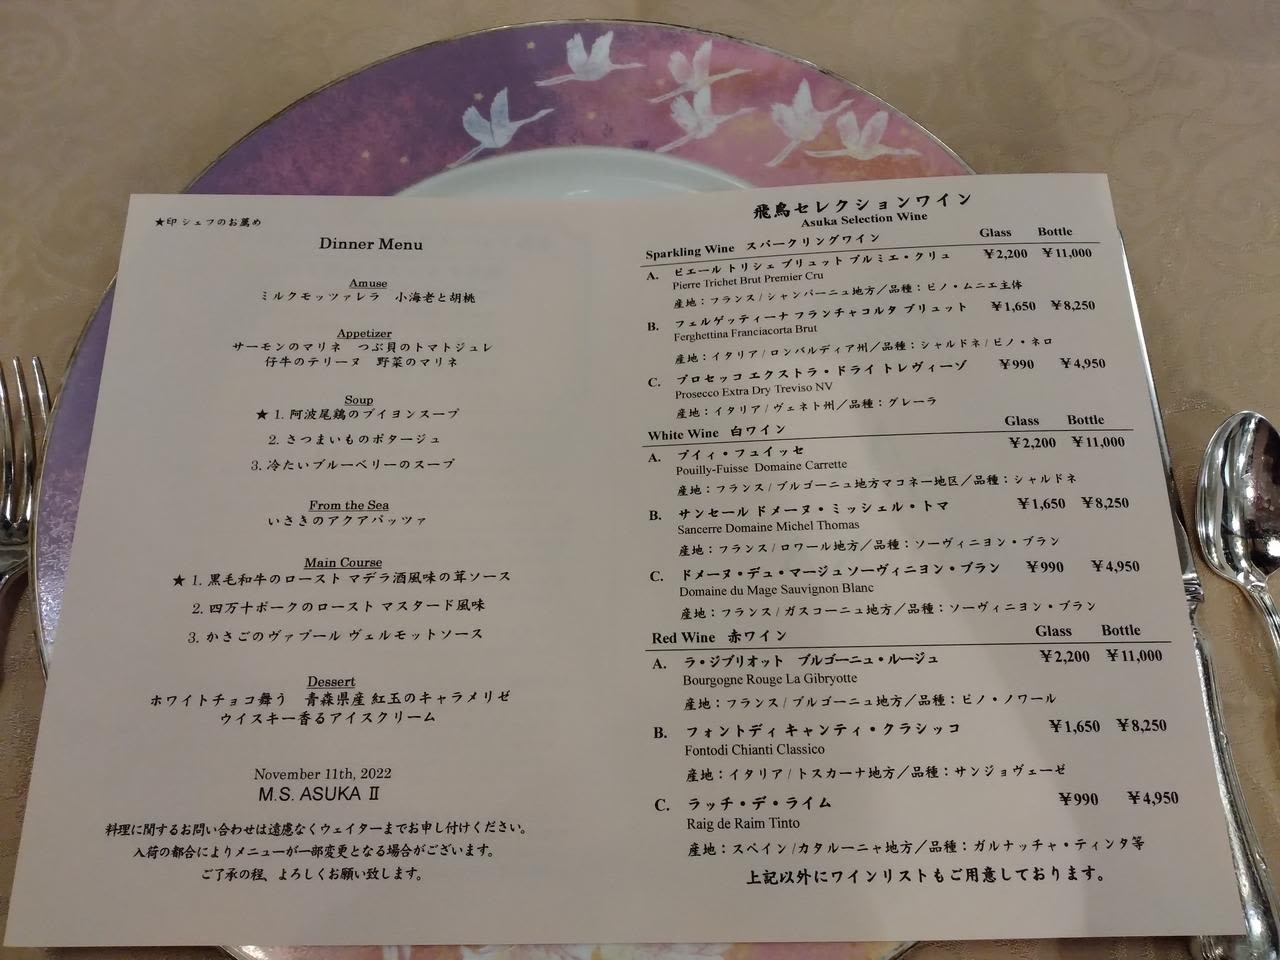 ★印 シェフのお薦め
Dinner Menu
Amuse
ミルクモッツァレラ 小海老と胡桃
Appetizer
サーモンのマリネ つぶ貝のトマトジュレ
仔牛のテリーヌ 野菜のマリネ
Soup
★ 1. 阿波尾鶏のブイヨンスープ
2. さつまいものポタージュ
3. 冷たいブルーベリーのスープ
From the Sea
いさきのアクアパッツァ
Main Course
★ 1. 黒毛和牛のロースト マデラ酒風味の茸ソース
2. 四万十ポークのロースト マスタード風味
3. かさごのヴァプール ヴェルモットソース
Dessert
ホワイトチョコ舞う 青森県産 紅玉のキャラメリゼ
ウイスキー香るアイスクリーム
November 11th, 2022
M.S. ASUKA Ⅱ
料理に関するお問い合わせは遠慮なくウェイターまでお申し付けください。
入荷の都合によりメニューが一部変更となる場合がございます。
ご了承の程、よろしくお願い致します。
飛鳥セレクションワイン
Asuka Selection Wine
Sparkling Wine スパークリングワイン Glass Bottle
A. ピエール トリシェ ブリュット プルミエ・クリュ ￥2,200 ￥11,000
Pierre Trichet Brut Premier Cru
産地：フランス/シャンパーニュ地方／品種：ピノ・ムニエ主体
B. フェルゲッティーナ フランチャコルタ ブリュット ￥1,650 ￥8,250
Ferghettina Franciacorta Brut
産地：イタリア/ロンバルディア州／品種：シャルドネ/ピノ・ネロ
C. プロセッコ エクストラ・ドライ トレヴィーゾ ￥990 ￥4,950
Prosecco Extra Dry Treviso NV
産地：イタリア/ヴェネト州／品種：グレーラ
White Wine 白ワイン Glass Bottle
A. プイィ・フュイッセ ￥2,200 ￥11,000
Pouilly-Fuisse Domaine Carrette
産地：フランス/ブルゴーニュ地方マコネー地区／品種：シャルドネ
B. サンセール ドメーヌ・ミッシェル・トマ ￥1,650 ￥8,250
Sancerre Domaine Michel Thomas
産地：フランス/ロワール地方／品種：ソーヴィニヨン・ブラン
C. ドメーヌ・デュ・マージュ ソーヴィニヨン・ブラン ￥990 ￥4,950
Domaine du Mage Sauvignon Blanc
産地：フランス/ガスコーニュ地方／品種：ソーヴィニヨン・ブラン
Red Wine 赤ワイン Glass Bottle
A. ラ・ジブリオット ブルゴーニュ・ルージュ ￥2,200 ￥11,000
Bourgogne Rouge La Gibryotte
産地：フランス/ブルゴーニュ地方／品種：ピノ・ノワール
B. フォントディ キャンティ・クラシッコ ￥1,650 ￥8,250
Fontodi Chianti Classico
産地：イタリア/トスカーナ地方／品種：サンジョヴェーゼ
C. ラッチ・デ・ライム ￥990 ￥4,950
Raig de Raim Tinto
産地：スペイン/カタルーニャ地方／品種：ガルナッチャ・ティンタ等
上記以外にワインリストもご用意しております。